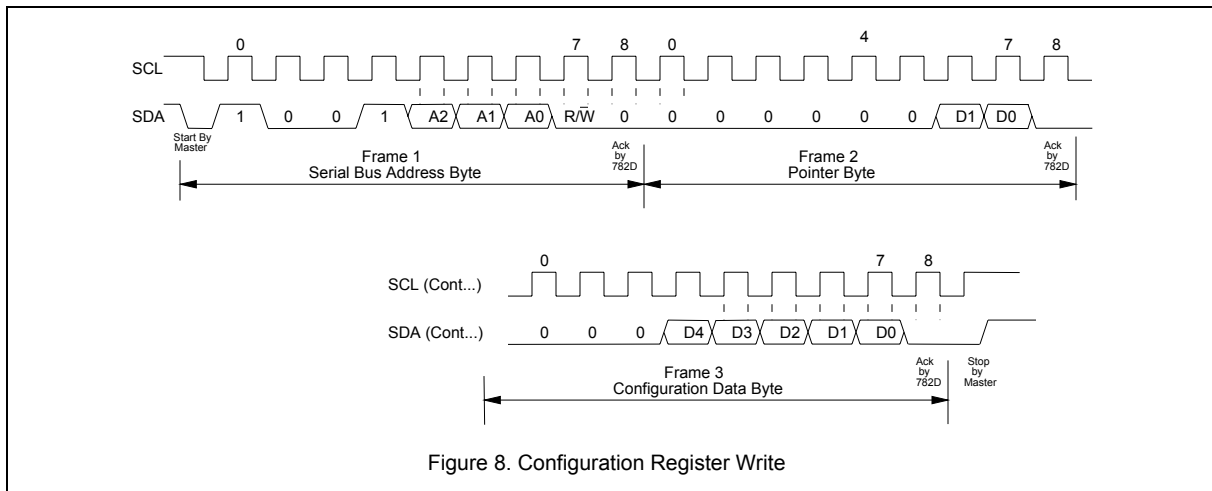 0 7 8 0 4 7 8
SCL
SDA 1 0 0 1 A2 A1 A0 R/W̅ 0 0 0 0 0 0 0 D1 D0
Start By
Master
Ack
by
782D
Ack
by
782D
Frame 1
Serial Bus Address Byte
Frame 2
Pointer Byte
0 7 8
SCL (Cont...)
SDA (Cont...) 0 0 0 D4 D3 D2 D1 D0
Ack
by
782D
Stop
by
Master
Frame 3
Configuration Data Byte
Figure 8. Configuration Register Write